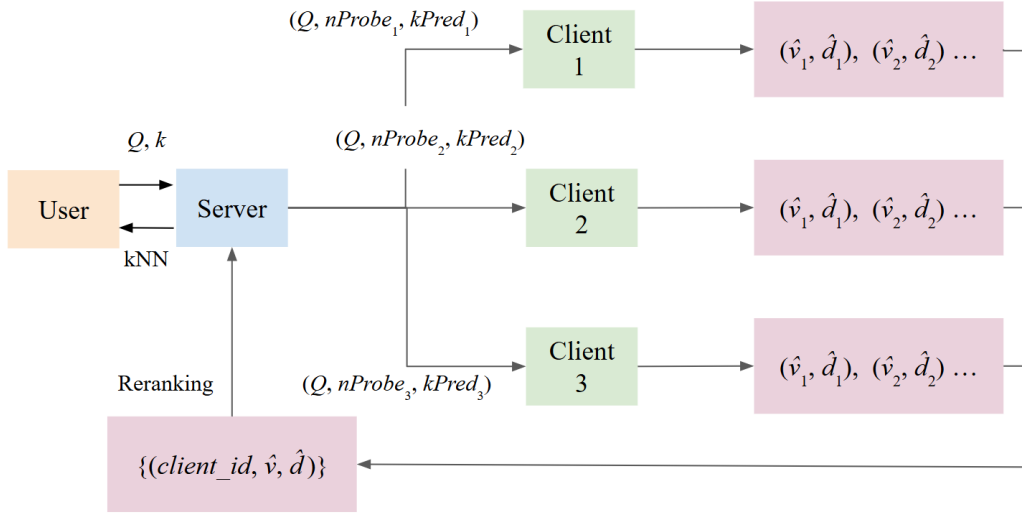 (Q, nProbe₁, kPred₁)
Client
1
(v̂₁, d̂₁), (v̂₂, d̂₂) ...
Q, k
(Q, nProbe₂, kPred₂)
User
Server
Client
2
(v̂₁, d̂₁), (v̂₂, d̂₂) ...
kNN
Client
3
(v̂₁, d̂₁), (v̂₂, d̂₂) ...
Reranking
(Q, nProbe₃, kPred₃)
{(client_id, v̂, d̂)}